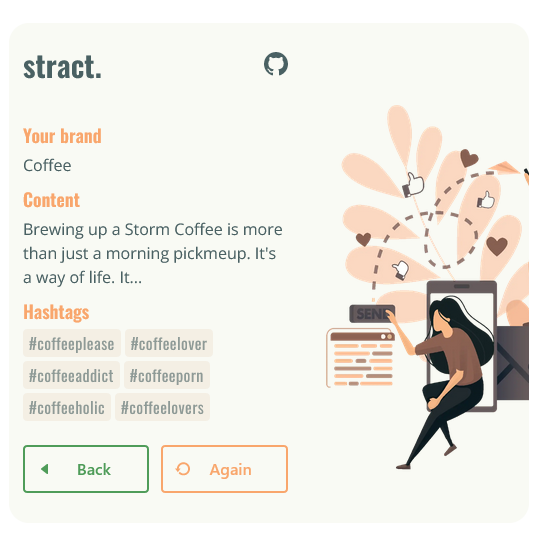 stract.
Your brand
Coffee
Content
Brewing up a Storm Coffee is more
than just a morning pickmeup. It's
a way of life. It...
Hashtags
#coffeeplease #coffeelover
#coffeeaddict #coffeeporn
#coffeeholic #coffeelovers
Back Again
SEND